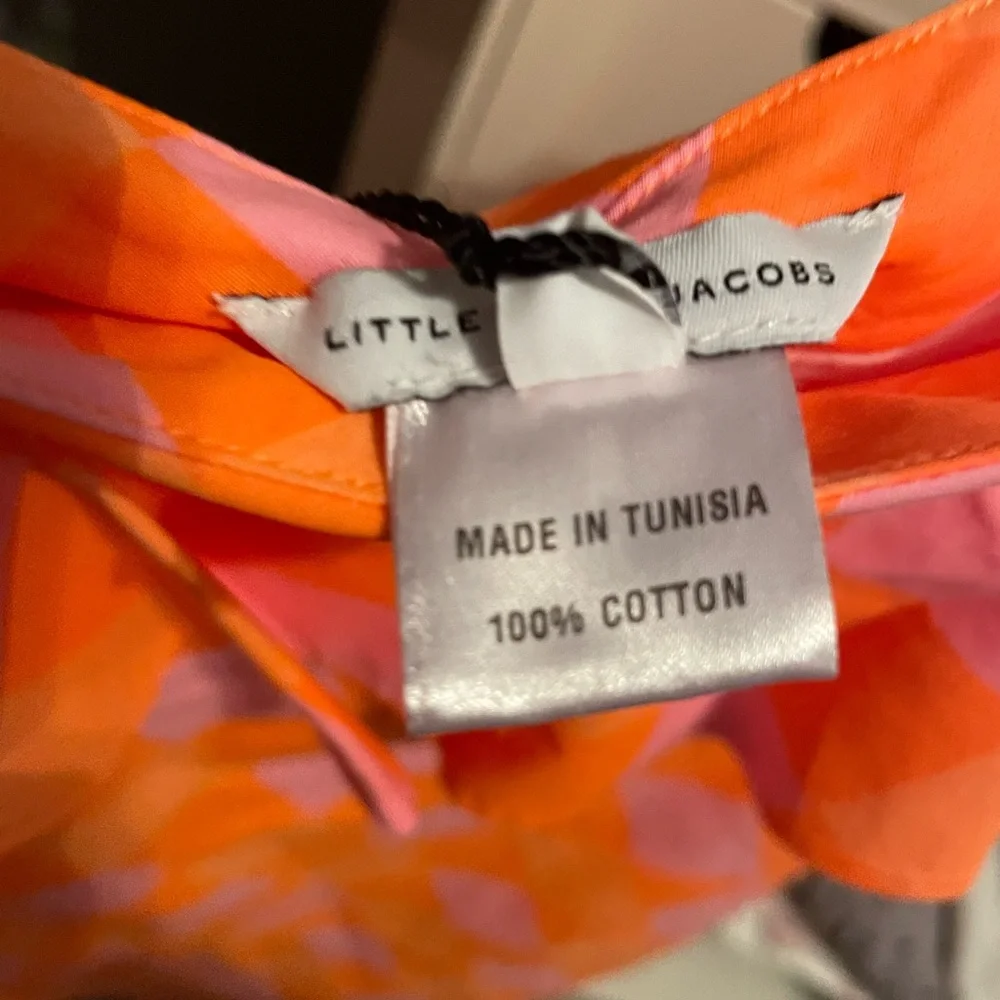 LITTLE JACOBS
MADE IN TUNISIA
100% COTTON